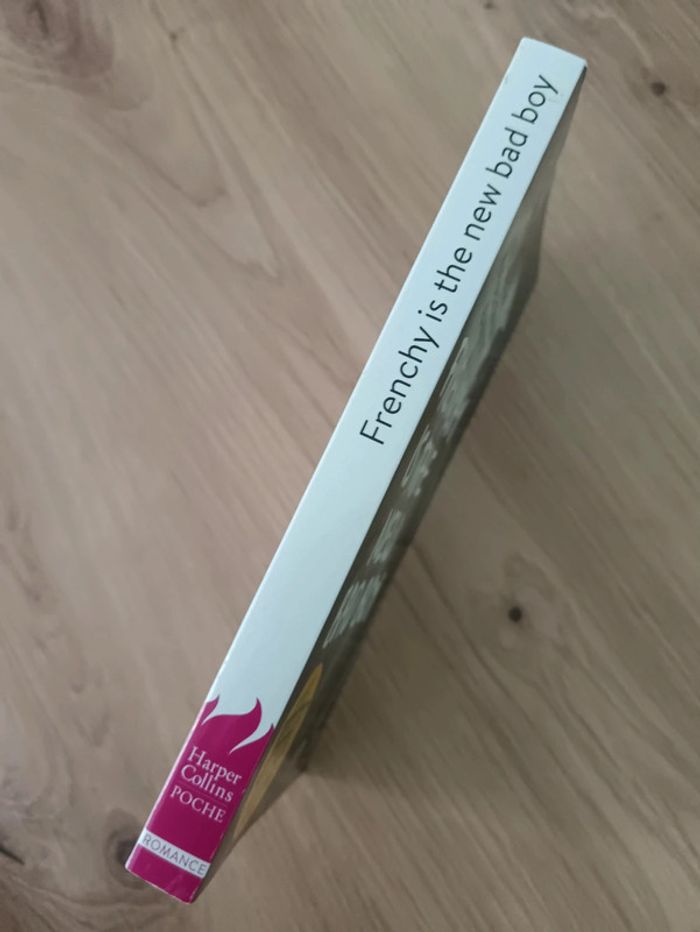 Frenchy is the new bad boy
Harper
Collins
POCHE
ROMANCE